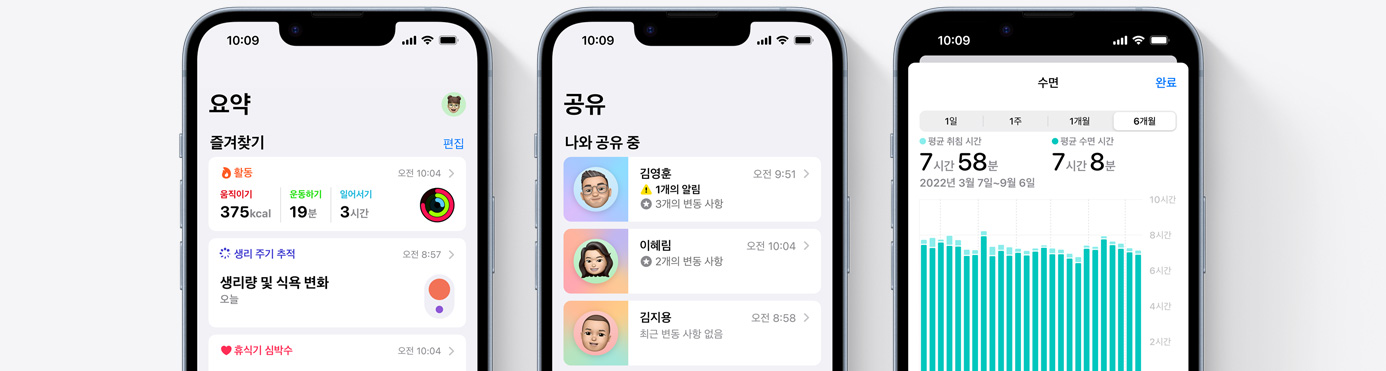 10:09
요약
즐겨찾기 편집
활동 오전 10:04
움직이기 운동하기 일어서기
375kcal 19분 3시간
생리 주기 추적 오전 8:57
생리량 및 식욕 변화
오늘
휴식기 심박수 오전 10:04
10:09
공유
나와 공유 중
김영훈 오전 9:51
1개의 알림
3개의 변동 사항
이혜림 오전 10:04
2개의 변동 사항
김지용 오전 8:58
최근 변동 사항 없음
10:09
수면 완료
1일 1주 1개월 6개월
평균 취침 시간 평균 수면 시간
7시간 58분 7시간 8분
2022년 3월 7일~9월 6일
10시간
8시간
6시간
4시간
2시간